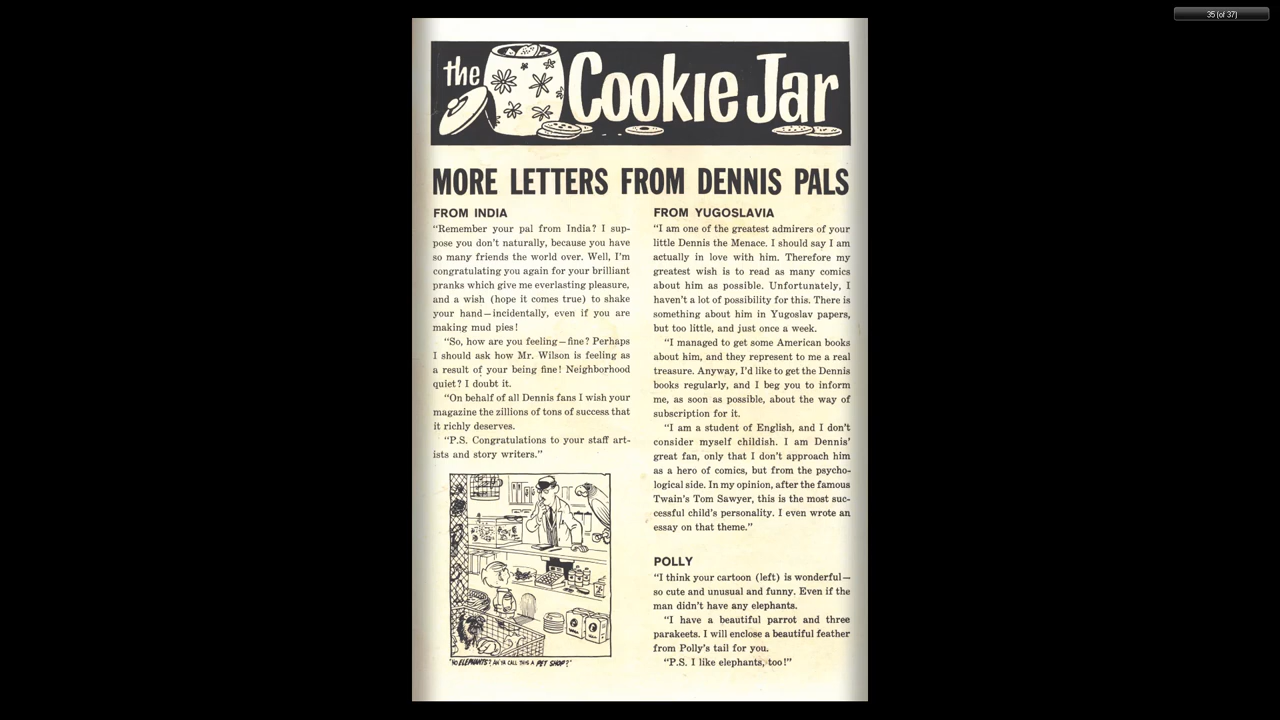 35 (of 37)
the Cookie Jar
MORE LETTERS FROM DENNIS PALS
FROM INDIA
“Remember your pal from India? I sup-
pose you don’t naturally, because you have
so many friends the world over. Well, I’m
congratulating you again for your brilliant
pranks which give me everlasting pleasure,
and a wish (hope it comes true) to shake
your hand—incidentally, even if you are
making mud pies!
“So, how are you feeling—fine? Perhaps
I should ask how Mr. Wilson is feeling as
a result of your being fine! Neighborhood
quiet? I doubt it.
“On behalf of all Dennis fans I wish your
magazine the zillions of tons of success that
it richly deserves.
“P.S. Congratulations to your staff art-
ists and story writers.”
“NO ELEPHANTS? AN’ YA CALL THIS A PET SHOP?”
FROM YUGOSLAVIA
“I am one of the greatest admirers of your
little Dennis the Menace. I should say I am
actually in love with him. Therefore my
greatest wish is to read as many comics
about him as possible. Unfortunately, I
haven’t a lot of possibility for this. There is
something about him in Yugoslav papers,
but too little, and just once a week.
“I managed to get some American books
about him, and they represent to me a real
treasure. Anyway, I’d like to get the Dennis
books regularly, and I beg you to inform
me, as soon as possible, about the way of
subscription for it.
“I am a student of English, and I don’t
consider myself childish. I am Dennis’
great fan, only that I don’t approach him
as a hero of comics, but from the psycho-
logical side. In my opinion, after the famous
Twain’s Tom Sawyer, this is the most suc-
cessful child’s personality. I even wrote an
essay on that theme.”
POLLY
“I think your cartoon (left) is wonderful—
so cute and unusual and funny. Even if the
man didn’t have any elephants.
“I have a beautiful parrot and three
parakeets. I will enclose a beautiful feather
from Polly’s tail for you.
“P.S. I like elephants, too!”